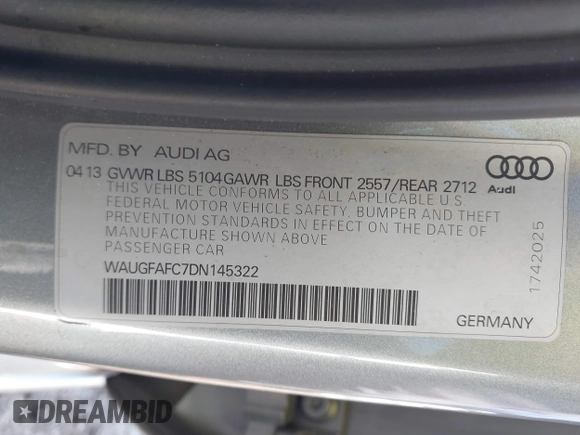 MFD. BY AUDI AG
04 13 GVWR LBS 5104 GAWR LBS FRONT 2557/REAR 2712
THIS VEHICLE CONFORMS TO ALL APPLICABLE U S
FEDERAL MOTOR VEHICLE SAFETY, BUMPER AND THEFT
PREVENTION STANDARDS IN EFFECT ON THE DATE OF
MANUFACTURE SHOWN ABOVE
PASSENGER CAR
WAUGFAFC7DN145322
GERMANY
Audi
1742025
DREAMBID